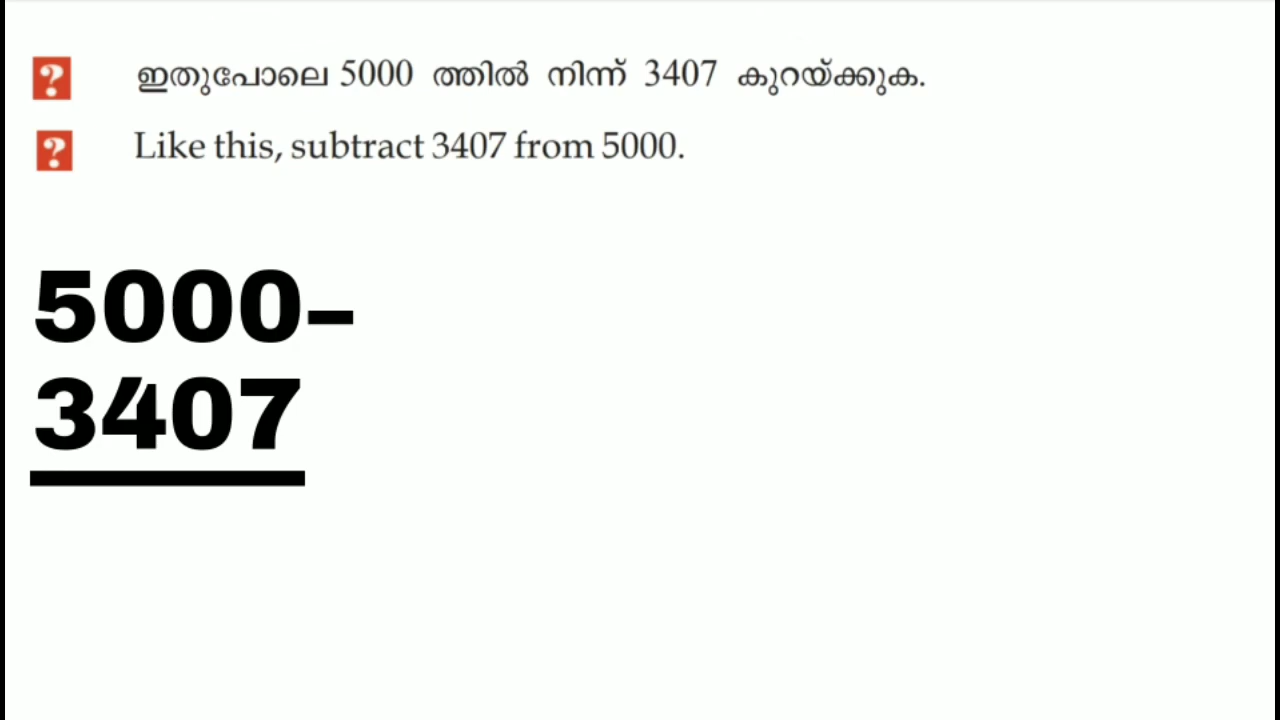 ? ഇതുപോലെ 5000 ത്തിൽ നിന്ന് 3407 കുറയ്ക്കുക.
? Like this, subtract 3407 from 5000.
5000–
3407